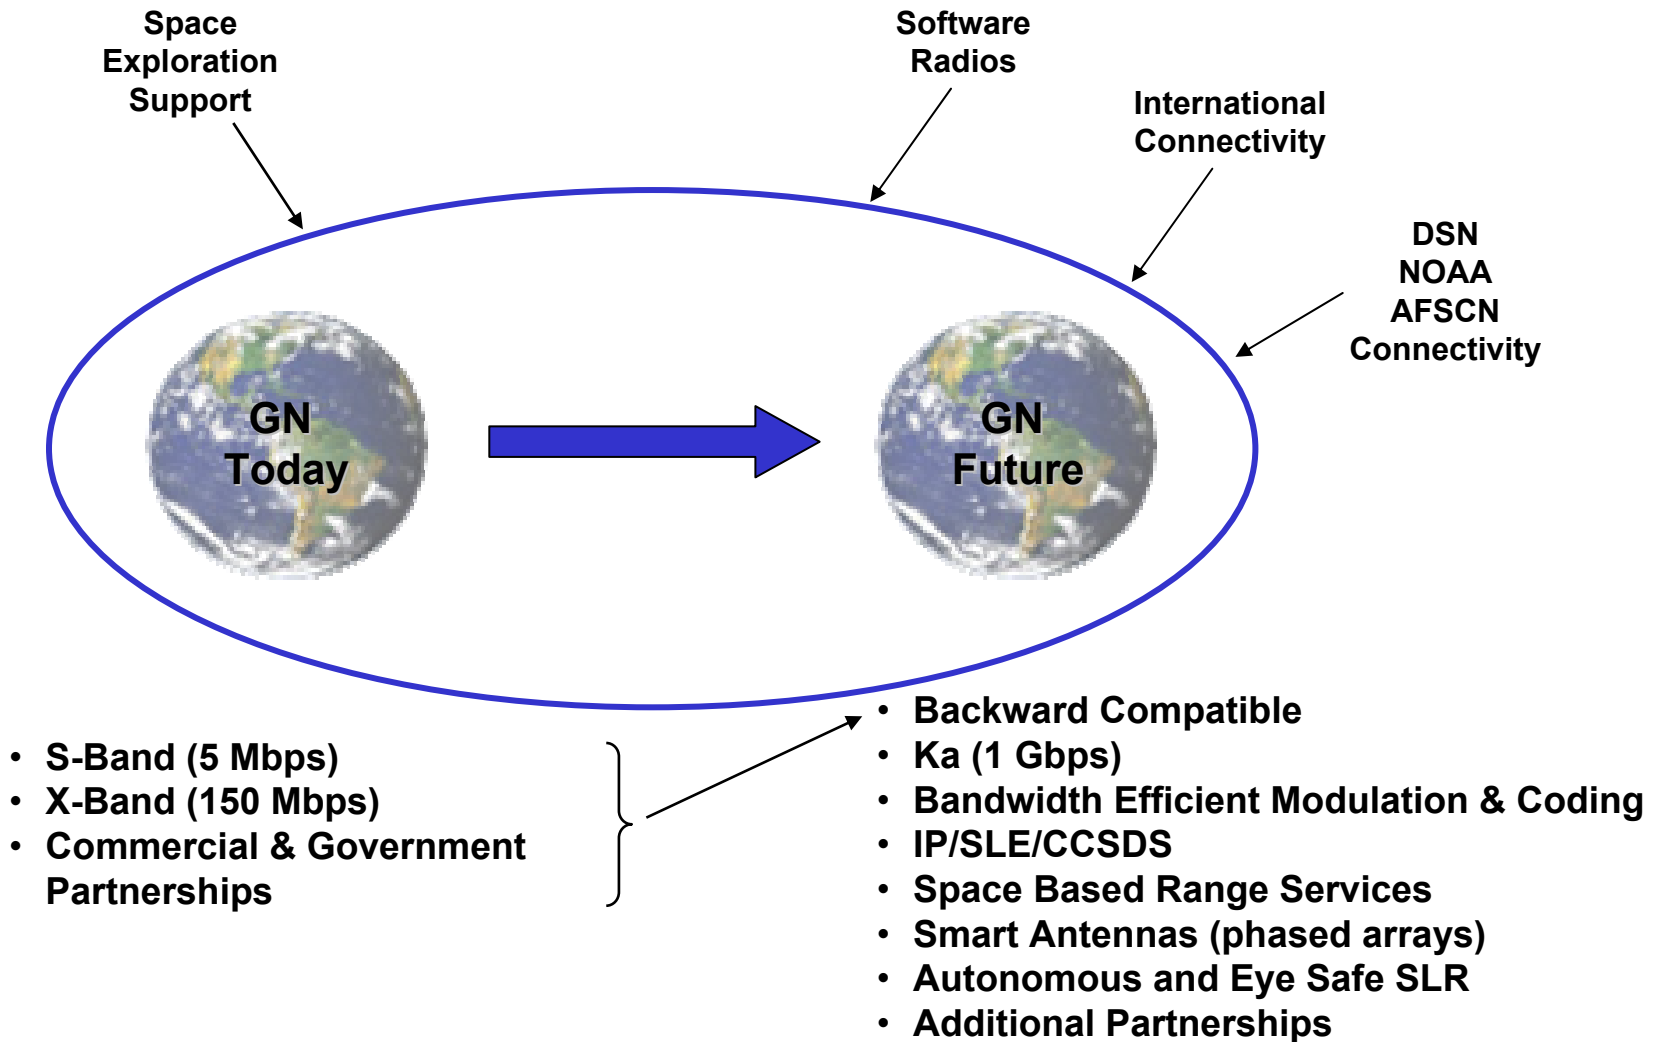 Space
Exploration
Support
Software
Radios
International
Connectivity
DSN
NOAA
AFSCN
Connectivity
GN
Today
GN
Future
• S-Band (5 Mbps)
• X-Band (150 Mbps)
• Commercial & Government
Partnerships
• Backward Compatible
• Ka (1 Gbps)
• Bandwidth Efficient Modulation & Coding
• IP/SLE/CCSDS
• Space Based Range Services
• Smart Antennas (phased arrays)
• Autonomous and Eye Safe SLR
• Additional Partnerships